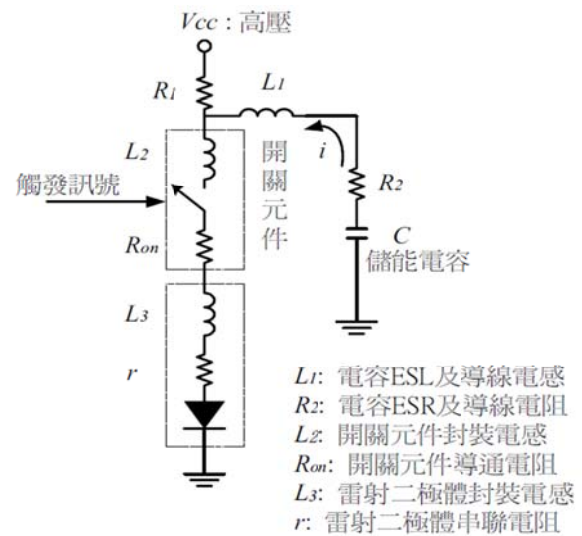 Vcc : 高壓
R1
L1
L2
開關元件
i
R2
觸發訊號
Ron
C
儲能電容
L3
r
L1: 電容ESL及導線電感
R2: 電容ESR及導線電阻
L2: 開關元件封裝電感
Ron: 開關元件導通電阻
L3: 雷射二極體封裝電感
r: 雷射二極體串聯電阻